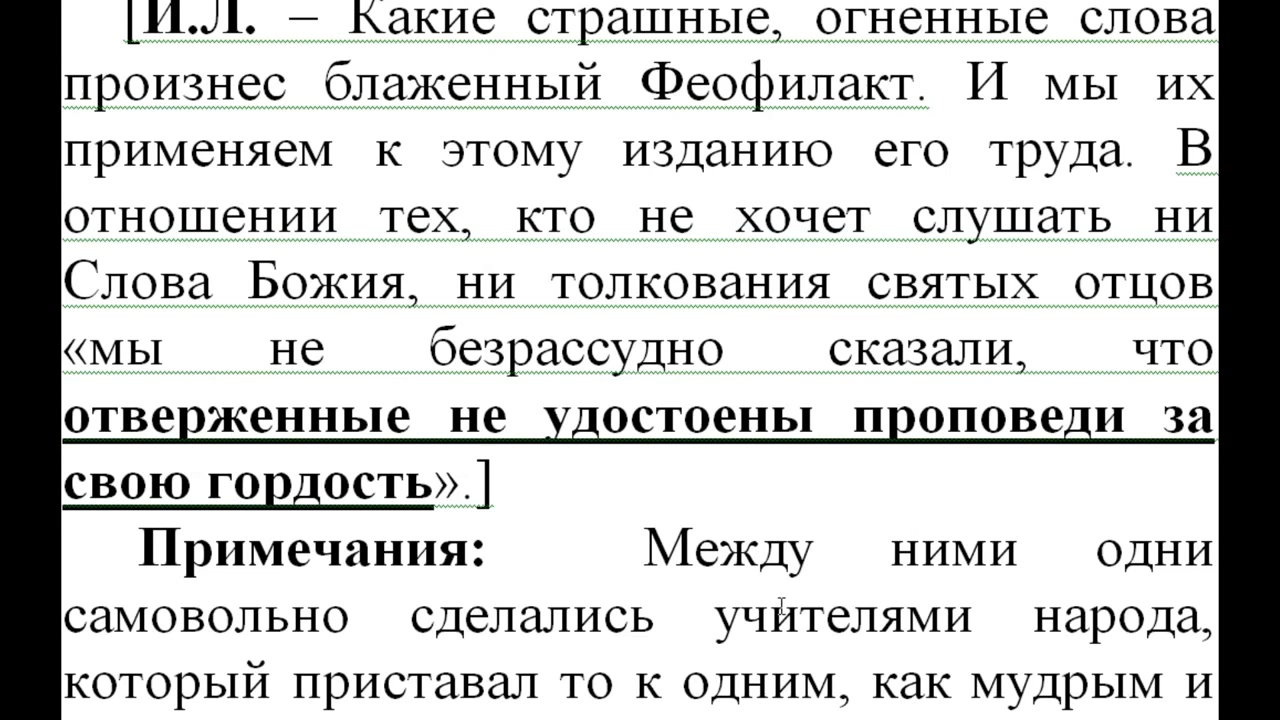 [И.Л. – Какие страшные, огненные слова
произнес блаженный Феофилакт. И мы их
применяем к этому изданию его труда. В
отношении тех, кто не хочет слушать ни
Слова Божия, ни толкования святых отцов
«мы не безрассудно сказали, что
отверженные не удостоены проповеди за
свою гордость».]
Примечания: Между ними одни
самовольно сделались учителями народа,
который приставал то к одним, как мудрым и